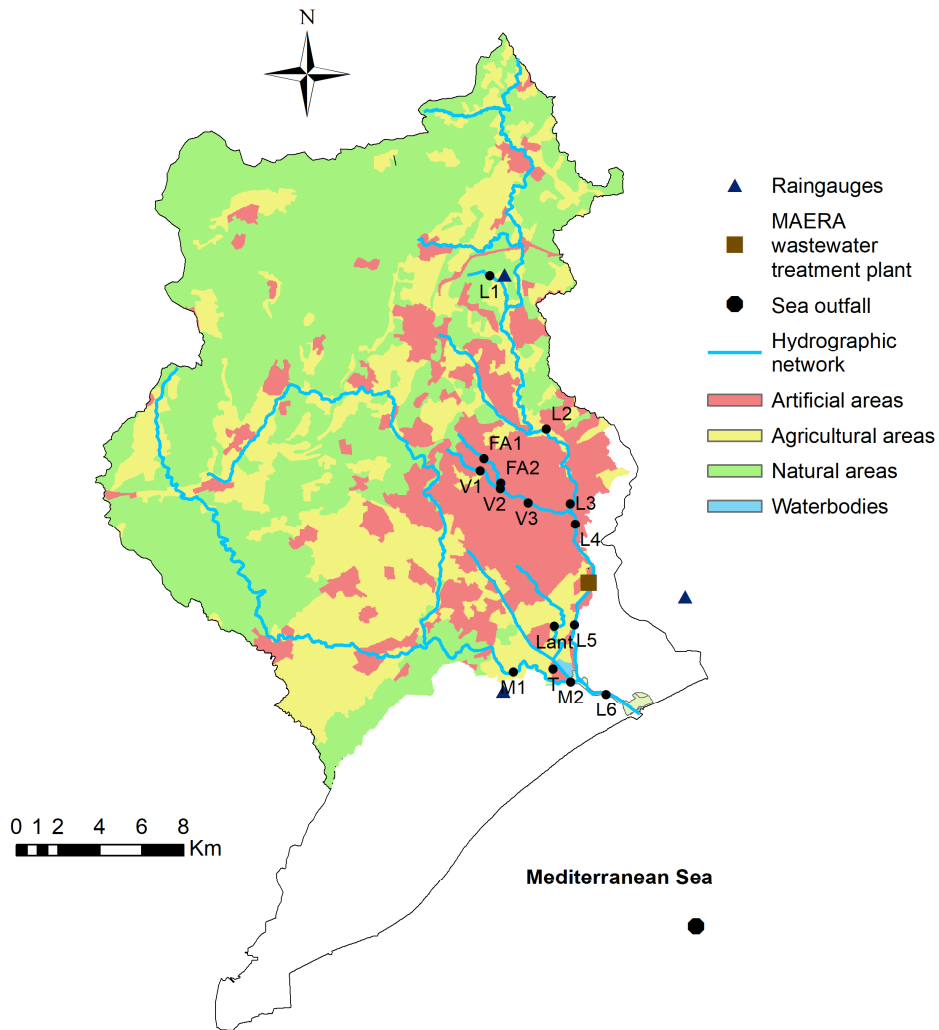 N
Raingauges
MAERA
wastewater
treatment plant
Sea outfall
Hydrographic
network
Artificial areas
Agricultural areas
Natural areas
Waterbodies
L1
L2
FA1
FA2
V1
V2
V3
L3
L4
Lant
L5
M1
T
M2
L6
0 1 2 4 6 8
Km
Mediterranean Sea